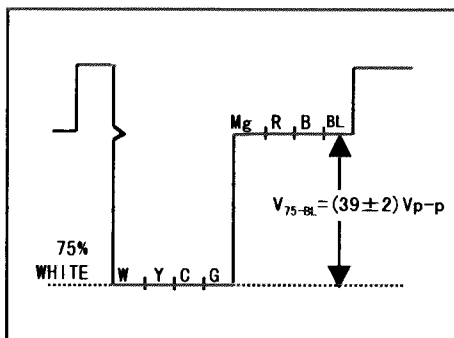 Mg R B BL
V75-BL=(39±2)Vp-p
75%
WHITE
W Y C G